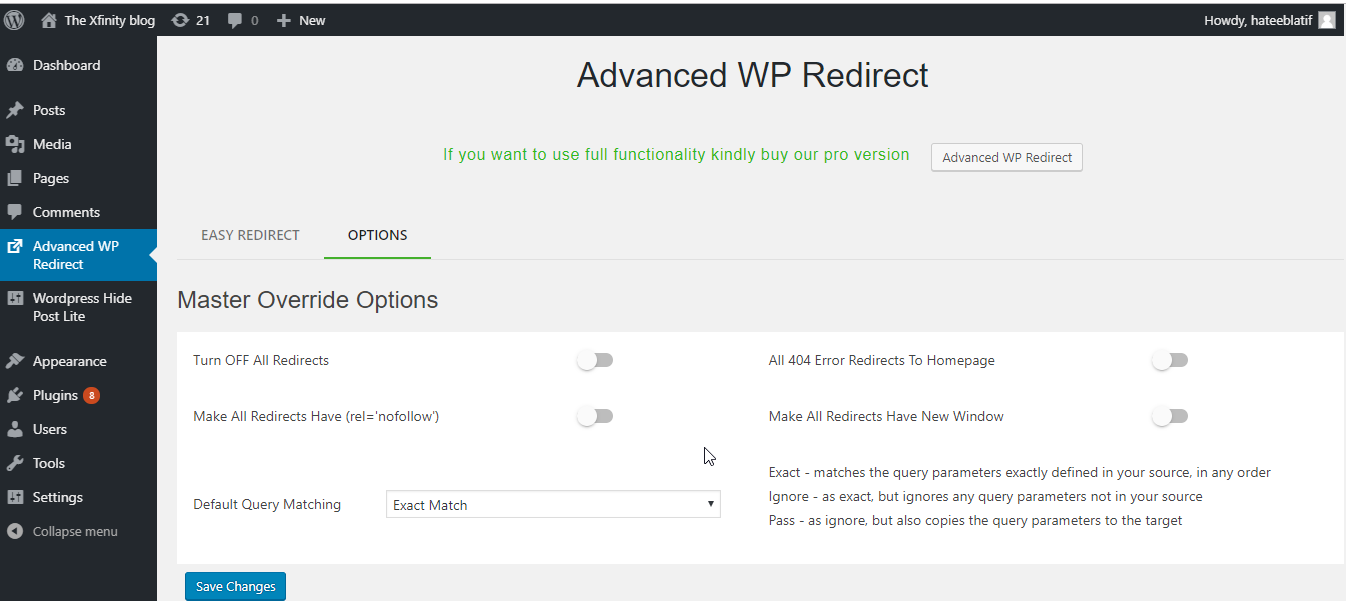 The Xfinity blog 21 0 New Howdy, hateeblatif
Dashboard
Posts
Media
Pages
Comments
Advanced WP
Redirect
Wordpress Hide
Post Lite
Appearance
Plugins 8
Users
Tools
Settings
Collapse menu
Advanced WP Redirect
If you want to use full functionality kindly buy our pro version Advanced WP Redirect
EASY REDIRECT OPTIONS
Master Override Options
Turn OFF All Redirects All 404 Error Redirects To Homepage
Make All Redirects Have (rel='nofollow') Make All Redirects Have New Window
Default Query Matching Exact Match
Exact - matches the query parameters exactly defined in your source, in any order
Ignore - as exact, but ignores any query parameters not in your source
Pass - as ignore, but also copies the query parameters to the target
Save Changes